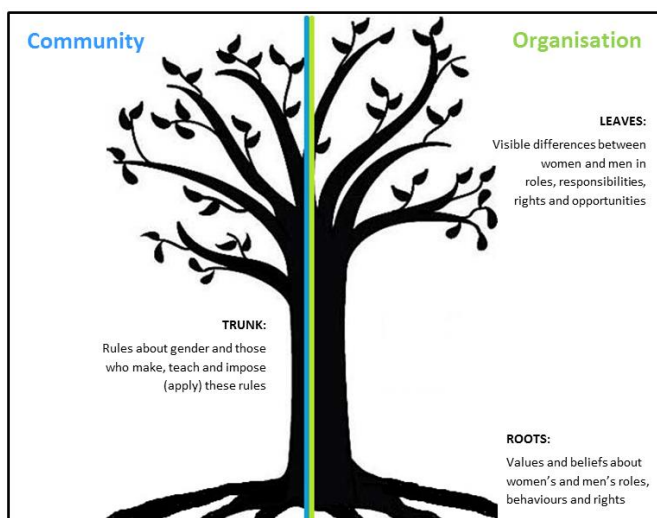 Community
Organisation
LEAVES:
Visible differences between
women and men in
roles, responsibilities,
rights and opportunities
TRUNK:
Rules about gender and those
who make, teach and impose
(apply) these rules
ROOTS:
Values and beliefs about
women's and men's roles,
behaviours and rights